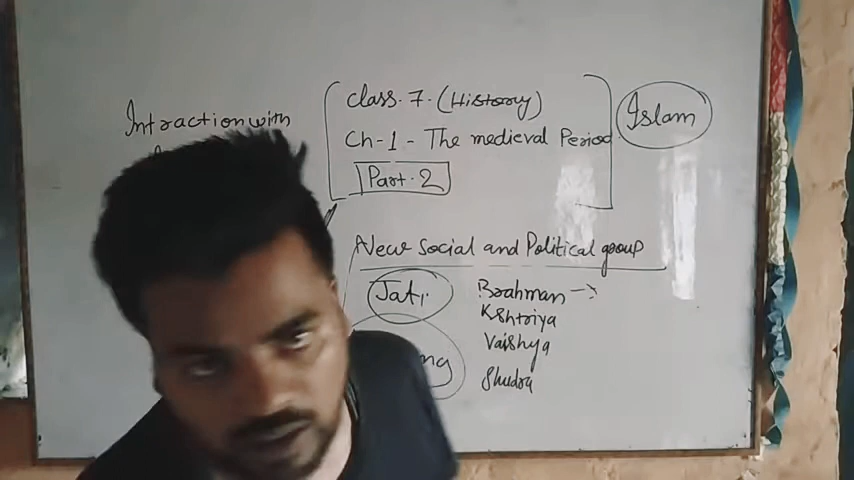 Intraction with
Class. 7. (History)
Ch-1 - The medieval Period
Part. 2
Islam
New Social and Political group
Jati
Brahman →
Kshtriya
Vaishya
Shudra